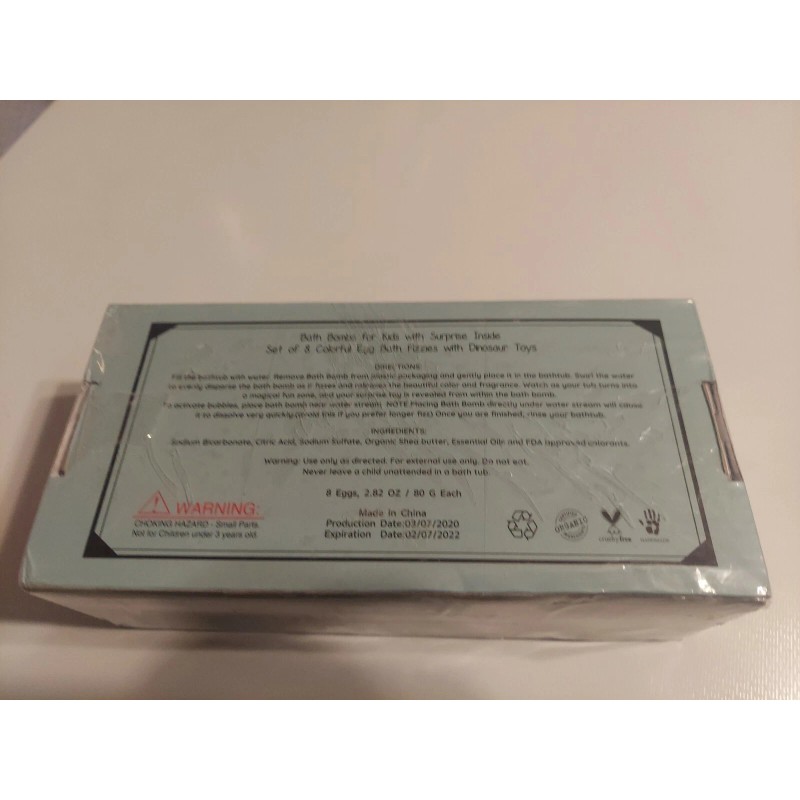 Bath Bombs for Kids with Surprise Inside
Set of 8 Colorful Egg Bath Fizzies with Dinosaur Toys
DIRECTIONS:
Fill the bathtub with water. Remove Bath Bomb from plastic packaging and gently place it in the bathtub. Swirl the water
to evenly disperse the bath bomb as it fizzes and releases the beautiful color and fragrance. Watch as your tub turns into
a magical fun zone, and your surprise toy is revealed from within the bath bomb.
To activate bubbles, place bath bomb near water stream. NOTE Placing Bath Bomb directly under water stream will cause
it to dissolve very quickly (avoid this if you prefer longer fizz) Once you are finished, rinse your bathtub.
INGREDIENTS:
Sodium Bicarbonate, Citric Acid, Sodium Sulfate, Organic Shea butter, Essential Oils and FDA approved colorants.
Warning: Use only as directed. For external use only. Do not eat.
Never leave a child unattended in a bath tub.
8 Eggs, 2.82 OZ / 80 G Each
WARNING:
CHOKING HAZARD - Small Parts.
Not for Children under 3 years old.
Made in China
Production Date:03/07/2020
Expiration Date:02/07/2022
ORGANIC
crueltyfree